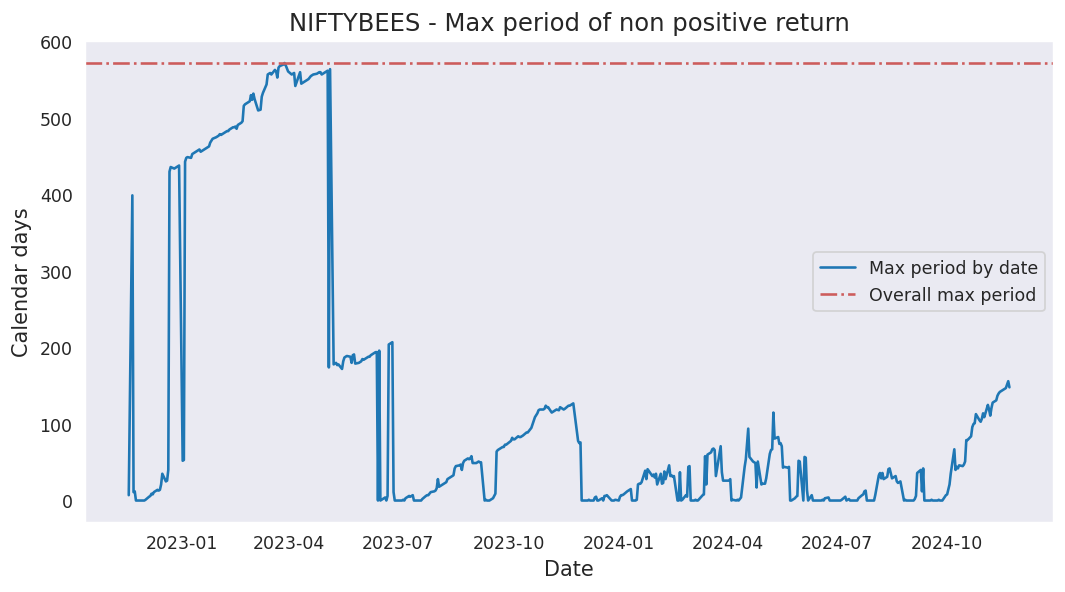 NIFTYBEES - Max period of non positive return
600
500
400
300
200
100
0
Calendar days
Max period by date
Overall max period
2023-01 2023-04 2023-07 2023-10 2024-01 2024-04 2024-07 2024-10
Date